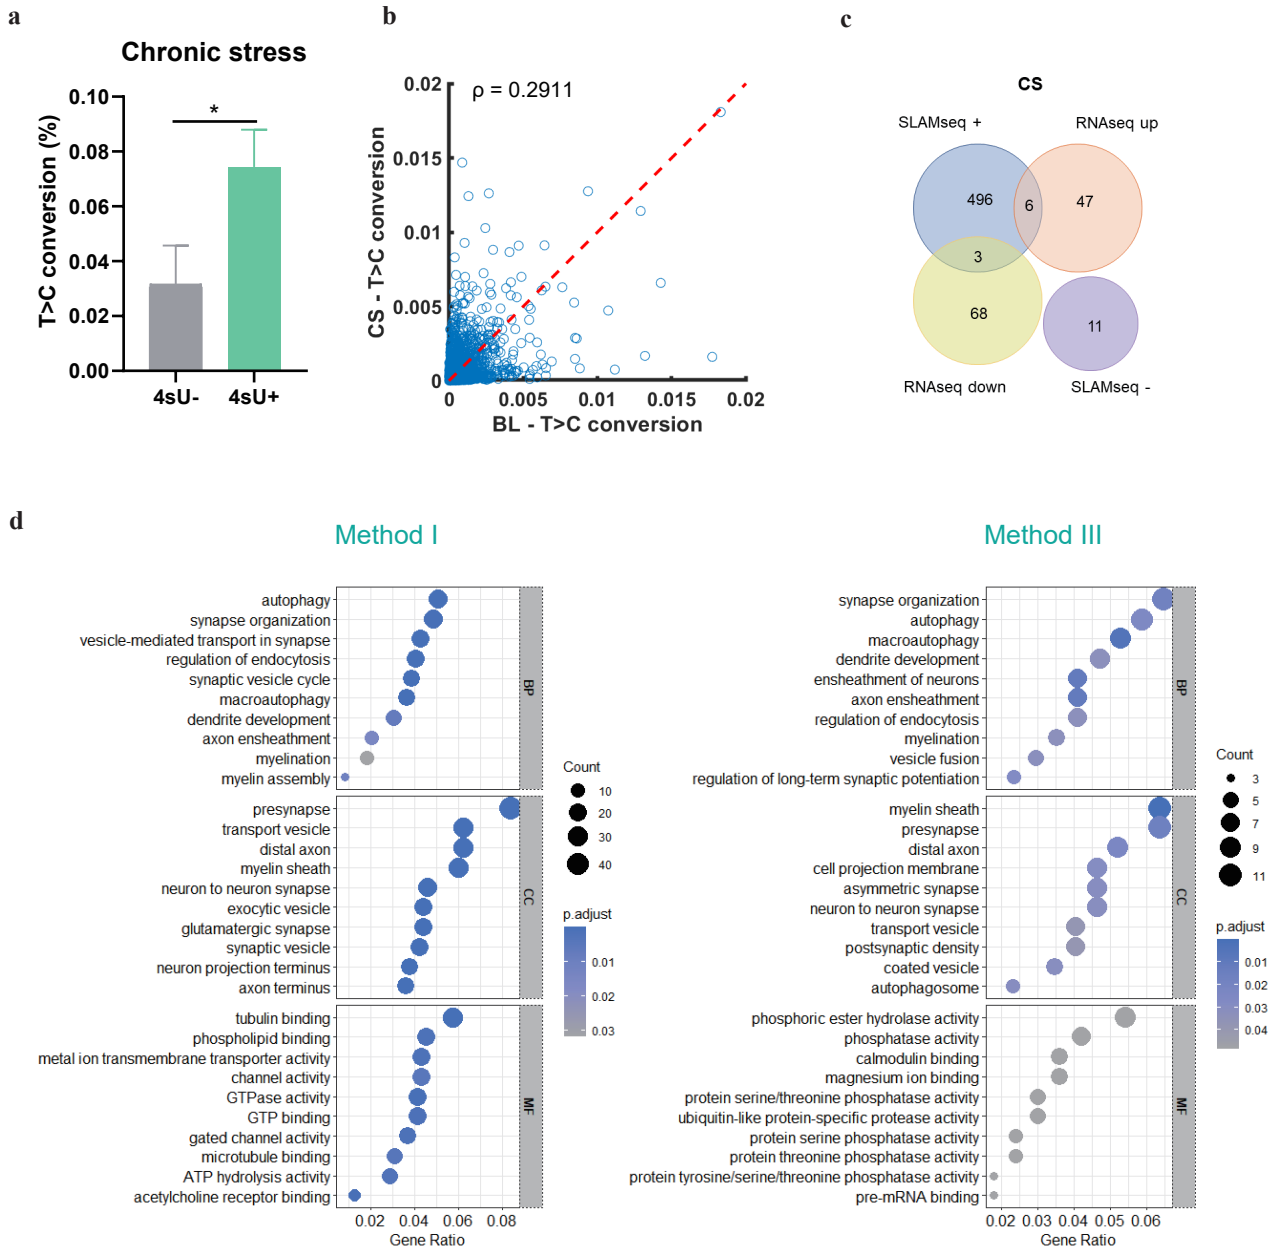 a
Chronic stress
T>C conversion (%)
0.10
0.08
0.06
0.04
0.02
0.00
*
4sU-
4sU+
b
ρ = 0.2911
CS - T>C conversion
0.02
0.015
0.01
0.005
0
0
0.005
0.01
0.015
0.02
BL - T>C conversion
c
CS
SLAMseq +
RNAseq up
496
6
47
3
68
11
RNAseq down
SLAMseq -
d
Method I
autophagy
synapse organization
vesicle-mediated transport in synapse
regulation of endocytosis
synaptic vesicle cycle
macroautophagy
dendrite development
axon ensheathment
myelination
myelin assembly
BP
presynapse
transport vesicle
distal axon
myelin sheath
neuron to neuron synapse
exocytic vesicle
glutamatergic synapse
synaptic vesicle
neuron projection terminus
axon terminus
CC
tubulin binding
phospholipid binding
metal ion transmembrane transporter activity
channel activity
GTPase activity
GTP binding
gated channel activity
microtubule binding
ATP hydrolysis activity
acetylcholine receptor binding
MF
0.02 0.04 0.06 0.08
Gene Ratio
Count
10
20
30
40
p.adjust
0.01
0.02
0.03
Method III
synapse organization
autophagy
macroautophagy
dendrite development
ensheathment of neurons
axon ensheathment
regulation of endocytosis
myelination
vesicle fusion
regulation of long-term synaptic potentiation
BP
myelin sheath
presynapse
distal axon
cell projection membrane
asymmetric synapse
neuron to neuron synapse
transport vesicle
postsynaptic density
coated vesicle
autophagosome
CC
phosphoric ester hydrolase activity
phosphatase activity
calmodulin binding
magnesium ion binding
protein serine/threonine phosphatase activity
ubiquitin-like protein-specific protease activity
protein serine phosphatase activity
protein threonine phosphatase activity
protein tyrosine/serine/threonine phosphatase activity
pre-mRNA binding
MF
0.02 0.03 0.04 0.05 0.06
Gene Ratio
Count
3
5
7
9
11
p.adjust
0.01
0.02
0.03
0.04